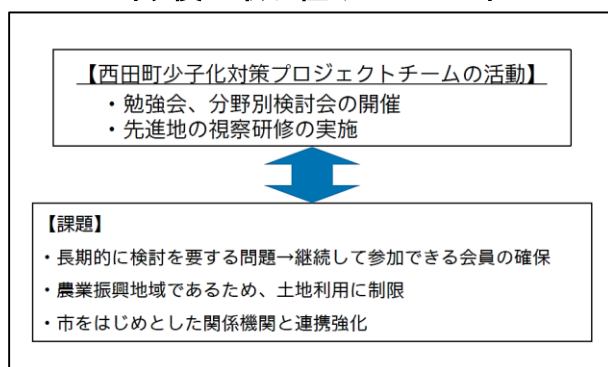 【西田町少子化対策プロジェクトチームの活動】
・勉強会、分野別検討会の開催
・先進地の視察研修の実施
【課題】
・長期的に検討を要する問題→継続して参加できる会員の確保
・農業振興地域であるため、土地利用に制限
・市をはじめとした関係機関と連携強化